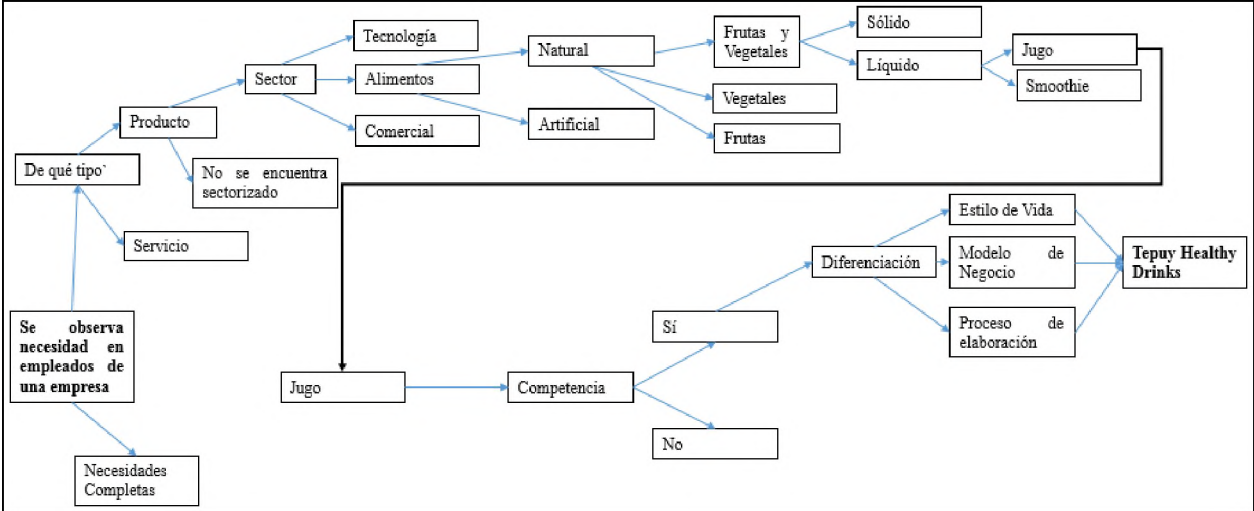 Tecnología
Sector
Alimentos
Comercial
Natural
Artificial
Frutas y
Vegetales
Vegetales
Frutas
Sólido
Líquido
Jugo
Smoothie
Producto
De qué tipo`
No se encuentra
sectorizado
Servicio
Se observa
necesidad en
empleados de
una empresa
Necesidades
Completas
Jugo
Competencia
Sí
No
Diferenciación
Estilo de Vida
Modelo de
Negocio
Proceso de
elaboración
Tepuy Healthy
Drinks